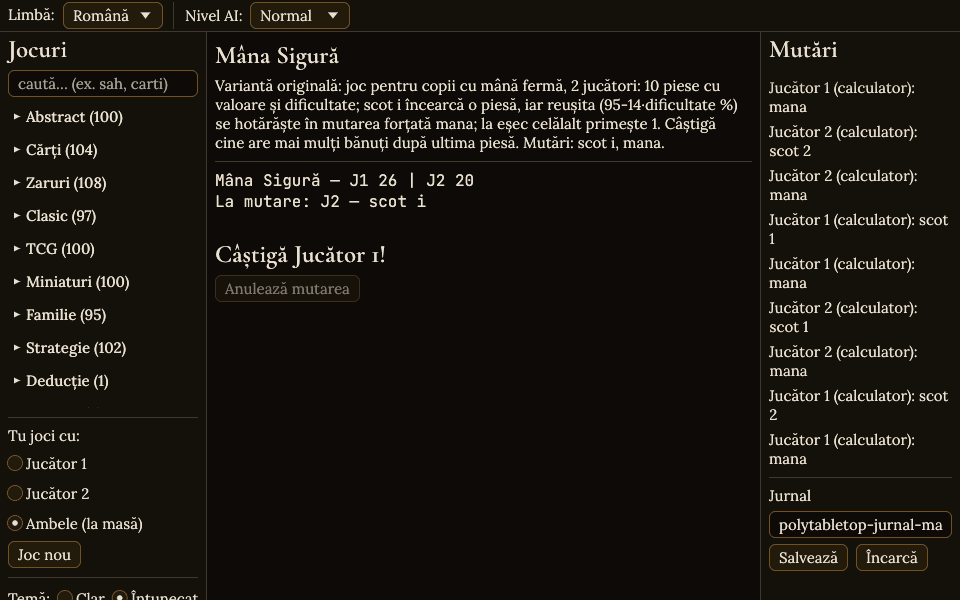 Limbă: Română ▼ Nivel AI: Normal ▼
Jocuri
caută... (ex. sah, carti)
▸ Abstract (100)
▸ Cărți (104)
▸ Zaruri (108)
▸ Clasic (97)
▸ TCG (100)
▸ Miniaturi (100)
▸ Familie (95)
▸ Strategie (102)
▸ Deducție (1)
Tu joci cu:
Jucător 1
Jucător 2
Ambele (la masă)
Joc nou
Temă: Clar Întunecat
Mâna Sigură
Variantă originală: joc pentru copii cu mână fermă, 2 jucători: 10 piese cu
valoare și dificultate; scot i încearcă o piesă, iar reușita (95-14·dificultate %)
se hotărăște în mutarea forțată mana; la eșec celălalt primește 1. Câștigă
cine are mai mulți bănuți după ultima piesă. Mutări: scot i, mana.
Mâna Sigură — J1 26 | J2 20
La mutare: J2 — scot i
Câștigă Jucător 1!
Anulează mutarea
Mutări
Jucător 1 (calculator):
mana
Jucător 2 (calculator):
scot 2
Jucător 2 (calculator):
mana
Jucător 1 (calculator): scot
1
Jucător 1 (calculator):
mana
Jucător 2 (calculator):
scot 1
Jucător 2 (calculator):
mana
Jucător 1 (calculator): scot
2
Jucător 1 (calculator):
mana
Jurnal
polytabletop-jurnal-ma
Salvează Încarcă